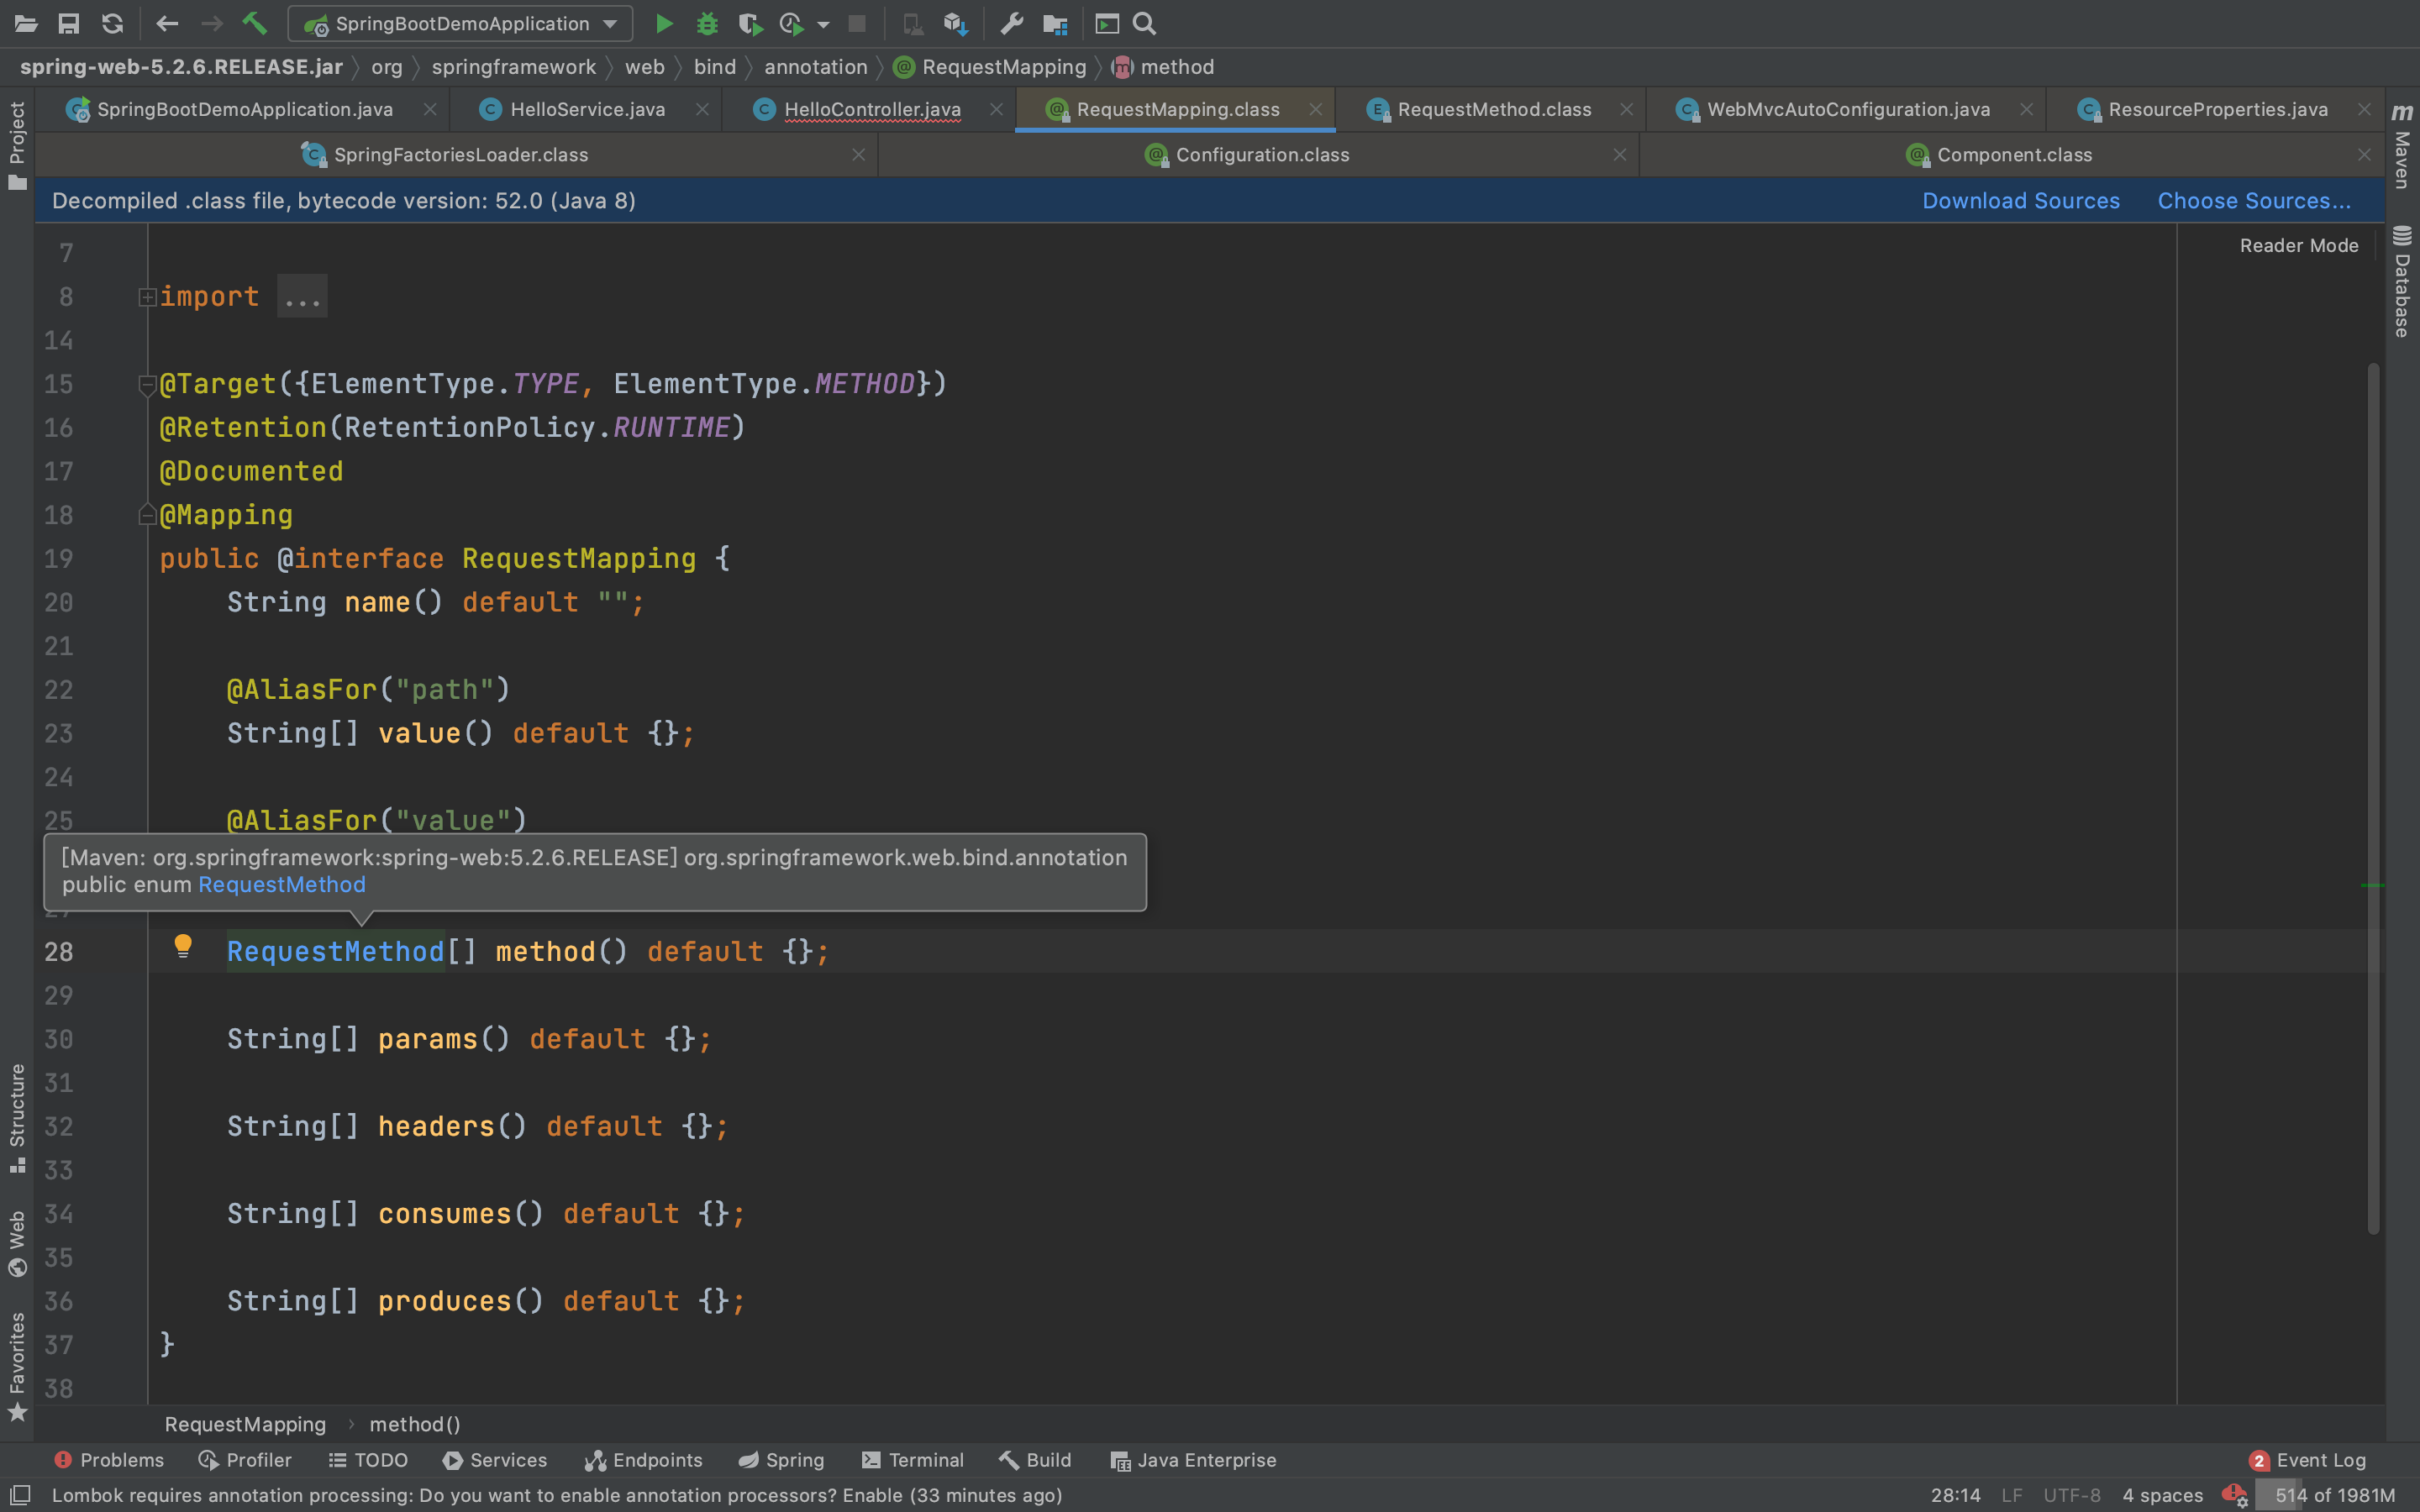 SpringBootDemoApplication
spring-web-5.2.6.RELEASE.jar org springframework web bind annotation RequestMapping method
SpringBootDemoApplication.java HelloService.java HelloController.java RequestMapping.class RequestMethod.class WebMvcAutoConfiguration.java ResourceProperties.java
SpringFactoriesLoader.class Configuration.class Component.class
Decompiled .class file, bytecode version: 52.0 (Java 8) Download Sources Choose Sources...
Reader Mode
Project
Structure
Web
Favorites
Maven
Database
7
8 import ...
14
15 @Target({ElementType.TYPE, ElementType.METHOD})
16 @Retention(RetentionPolicy.RUNTIME)
17 @Documented
18 @Mapping
19 public @interface RequestMapping {
20 String name() default "";
21
22 @AliasFor("path")
23 String[] value() default {};
24
25 @AliasFor("value")
[Maven: org.springframework:spring-web:5.2.6.RELEASE] org.springframework.web.bind.annotation
public enum RequestMethod
28 RequestMethod[] method() default {};
29
30 String[] params() default {};
31
32 String[] headers() default {};
33
34 String[] consumes() default {};
35
36 String[] produces() default {};
37 }
38
RequestMapping › method()
Problems Profiler TODO Services Endpoints Spring Terminal Build Java Enterprise 2 Event Log
Lombok requires annotation processing: Do you want to enable annotation processors? Enable (33 minutes ago) 28:14 LF UTF-8 4 spaces 514 of 1981M